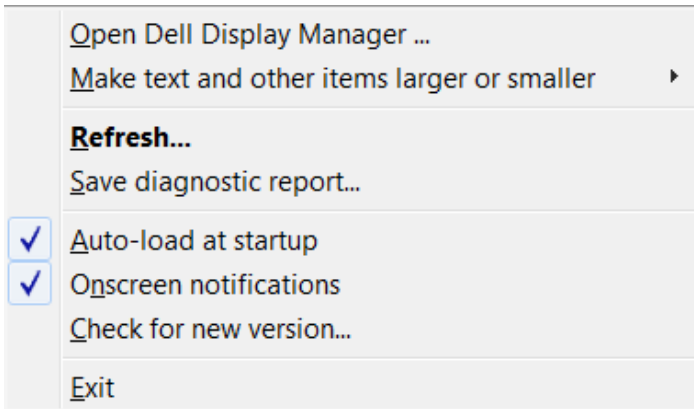 Open Dell Display Manager ...
Make text and other items larger or smaller
Refresh...
Save diagnostic report...
Auto-load at startup
Onscreen notifications
Check for new version...
Exit